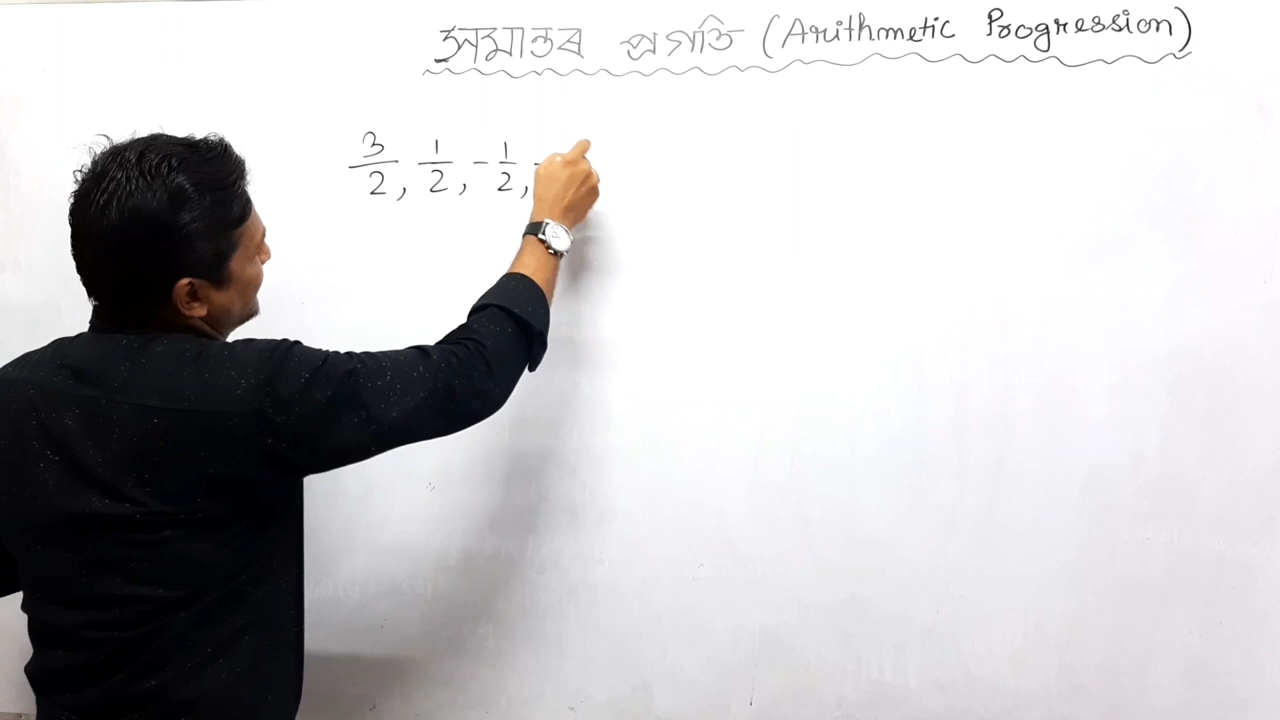 সমান্তৰ প্ৰগতি (Arithmetic Progression)
3/2, 1/2, -1/2, -